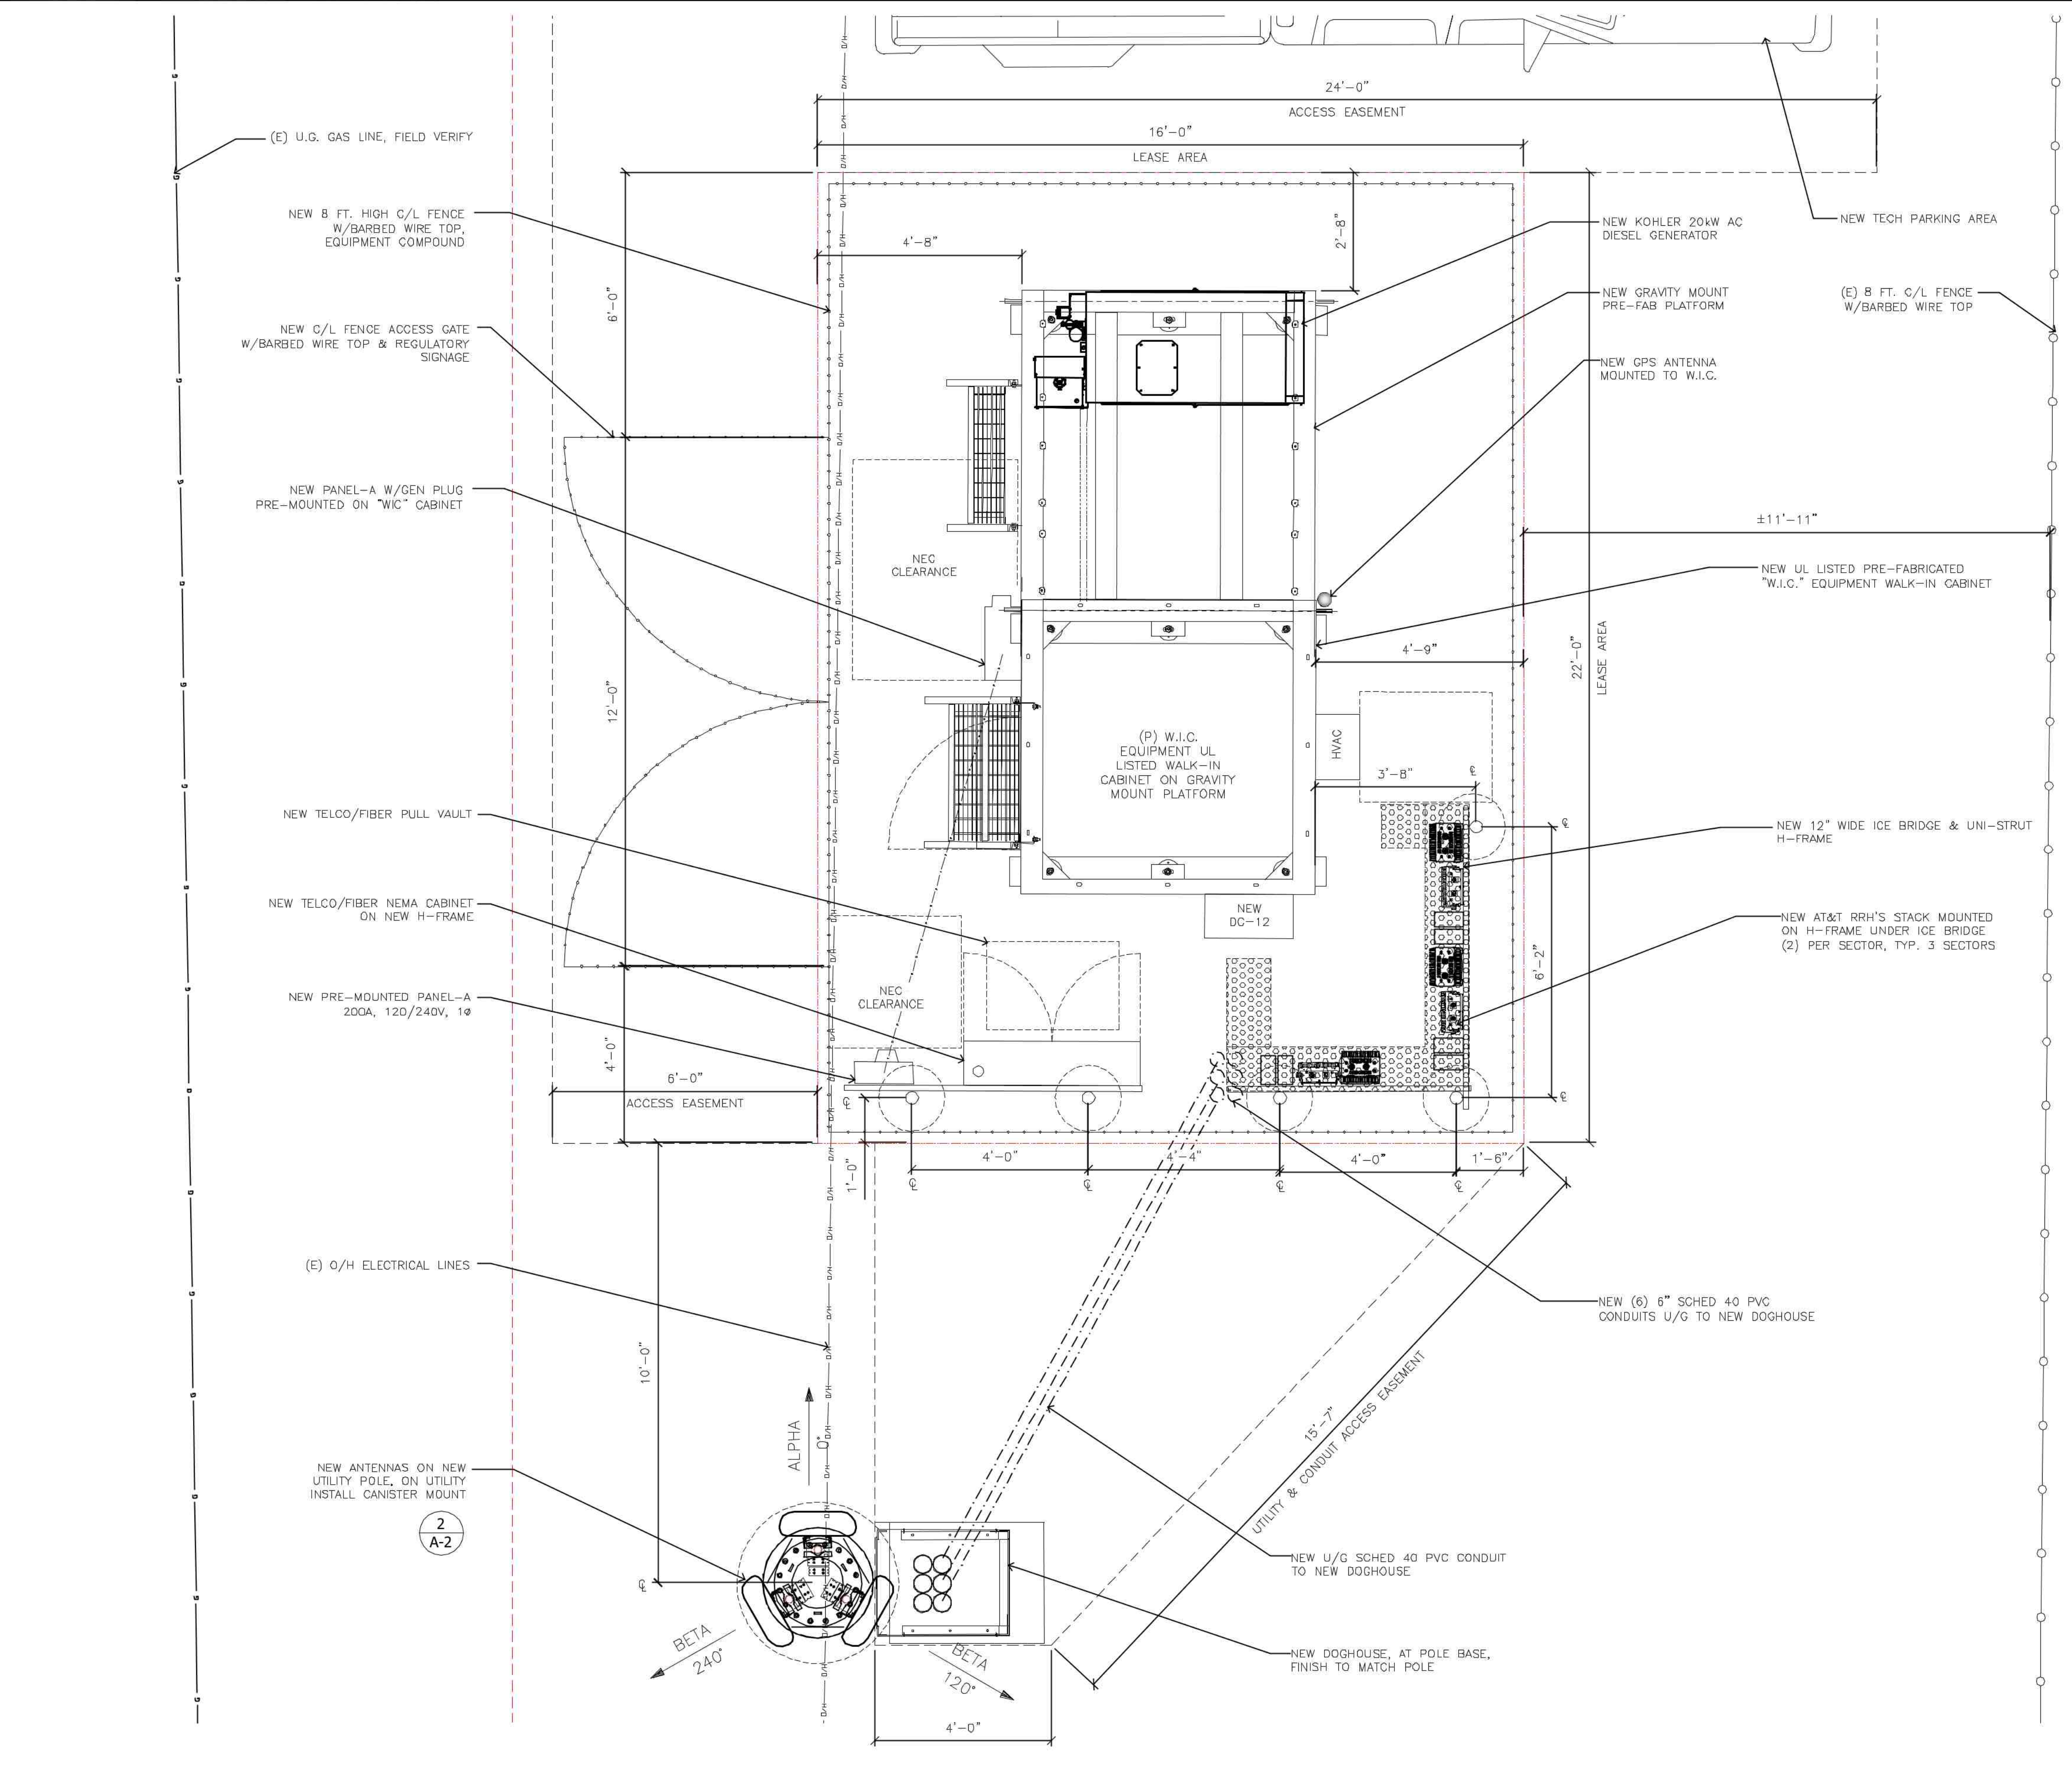 24'-0"
ACCESS EASEMENT
16'-0"
LEASE AREA
(E) U.G. GAS LINE, FIELD VERIFY
NEW 8 FT. HIGH C/L FENCE
W/BARBED WIRE TOP,
EQUIPMENT COMPOUND
4'-8"
2'-8"
NEW KOHLER 20kW AC
DIESEL GENERATOR
NEW TECH PARKING AREA
6'-0"
NEW GRAVITY MOUNT
PRE-FAB PLATFORM
(E) 8 FT. C/L FENCE
W/BARBED WIRE TOP
NEW C/L FENCE ACCESS GATE
W/BARBED WIRE TOP & REGULATORY
SIGNAGE
NEW GPS ANTENNA
MOUNTED TO W.I.C.
NEW PANEL-A W/GEN PLUG
PRE-MOUNTED ON "WIC" CABINET
±11'-11"
NEC
CLEARANCE
NEW UL LISTED PRE-FABRICATED
"W.I.C." EQUIPMENT WALK-IN CABINET
4'-9"
22'-0"
LEASE AREA
12'-0"
(P) W.I.C.
EQUIPMENT UL
LISTED WALK-IN
CABINET ON GRAVITY
MOUNT PLATFORM
HVAC
3'-8"
NEW TELCO/FIBER PULL VAULT
NEW 12" WIDE ICE BRIDGE & UNI-STRUT
H-FRAME
NEW TELCO/FIBER NEMA CABINET
ON NEW H-FRAME
NEW
DC-12
NEW AT&T RRH'S STACK MOUNTED
ON H-FRAME UNDER ICE BRIDGE
(2) PER SECTOR, TYP. 3 SECTORS
6'-2"
NEC
CLEARANCE
NEW PRE-MOUNTED PANEL-A
200A, 120/240V, 1ø
4'-0"
6'-0"
ACCESS EASEMENT
1'-0"
4'-0"
4'-4"
4'-0"
1'-6"
(E) O/H ELECTRICAL LINES
NEW (6) 6" SCHED 40 PVC
CONDUITS U/G TO NEW DOGHOUSE
10'-0"
15'-7"
UTILITY & CONDUIT ACCESS EASEMENT
ALPHA
0°
NEW ANTENNAS ON NEW
UTILITY POLE, ON UTILITY
INSTALL CANISTER MOUNT
2
A-2
NEW U/G SCHED 40 PVC CONDUIT
TO NEW DOGHOUSE
BETA
240°
BETA
120°
NEW DOGHOUSE, AT POLE BASE,
FINISH TO MATCH POLE
4'-0"